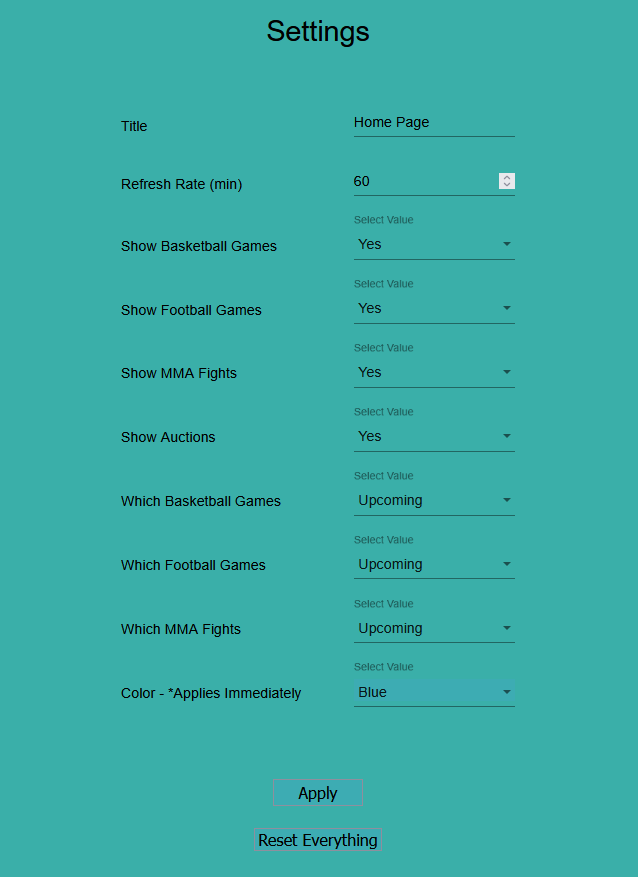 Settings
Title
Home Page
Refresh Rate (min)
60
Select Value
Show Basketball Games
Yes
Select Value
Show Football Games
Yes
Select Value
Show MMA Fights
Yes
Select Value
Show Auctions
Yes
Select Value
Which Basketball Games
Upcoming
Select Value
Which Football Games
Upcoming
Select Value
Which MMA Fights
Upcoming
Select Value
Color - *Applies Immediately
Blue
Apply
Reset Everything